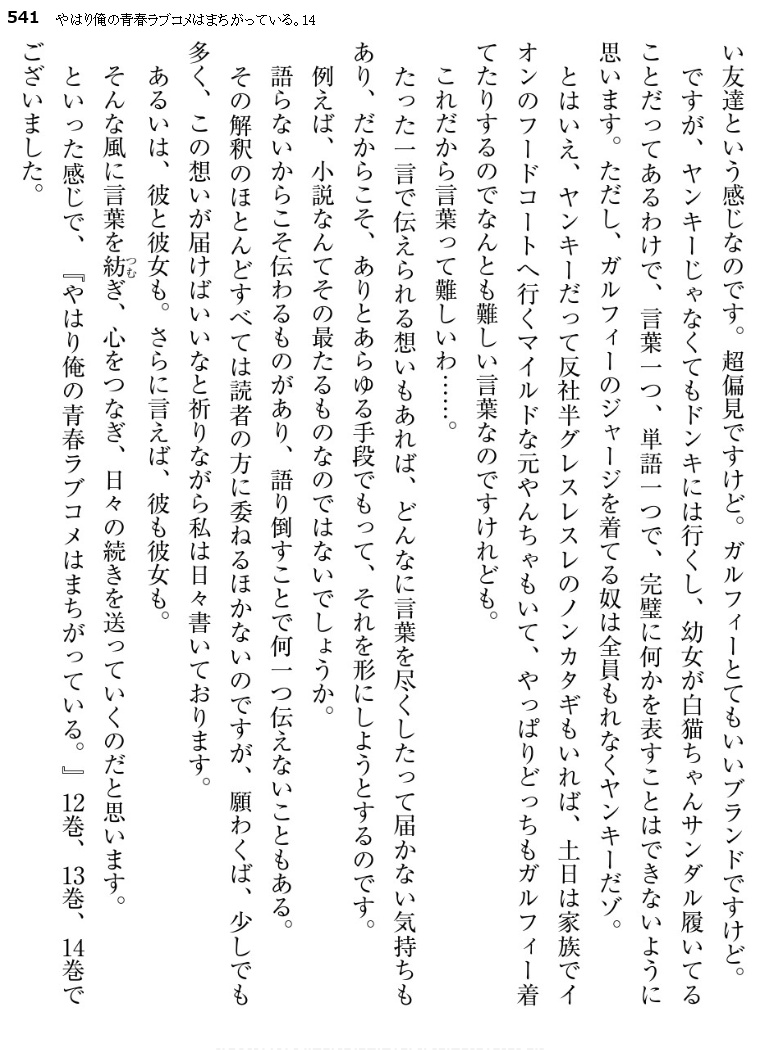 541 やはり俺の青春ラブコメはまちがっている。14
い友達という感じなのです。超偏見ですけど。ガルフィーとてもいいブランドですけど。
ですが、ヤンキーじゃなくてもドンキには行くし、幼女が白猫ちゃんサンダル履いてる
ことだってあるわけで、言葉一つ、単語一つで、完璧に何かを表すことはできないように
思います。ただし、ガルフィーのジャージを着てる奴は全員もれなくヤンキーだゾ。
とはいえ、ヤンキーだって反社半グレスレスレのノンカタギもいれば、土日は家族でイ
オンのフードコートへ行くマイルドな元やんちゃもいて、やっぱりどっちもガルフィー着
てたりするのでなんとも難しい言葉なのですけれども。
これだから言葉って難しいわ……。
たった一言で伝えられる想いもあれば、どんなに言葉を尽くしたって届かない気持ちも
あり、だからこそ、ありとあらゆる手段でもって、それを形にしようとするのです。
例えば、小説なんてその最たるものなのではないでしょうか。
語らないからこそ伝わるものがあり、語り倒すことで何一つ伝えないこともある。
その解釈のほとんどすべては読者の方に委ねるほかないのですが、願わくば、少しでも
多く、この想いが届けばいいなと祈りながら私は日々書いております。
あるいは、彼と彼女も。さらに言えば、彼も彼女も。
そんな風に言葉を紡つむぎ、心をつなぎ、日々の続きを送っていくのだと思います。
といった感じで、『やはり俺の青春ラブコメはまちがっている。』12巻、13巻、14巻で
ございました。